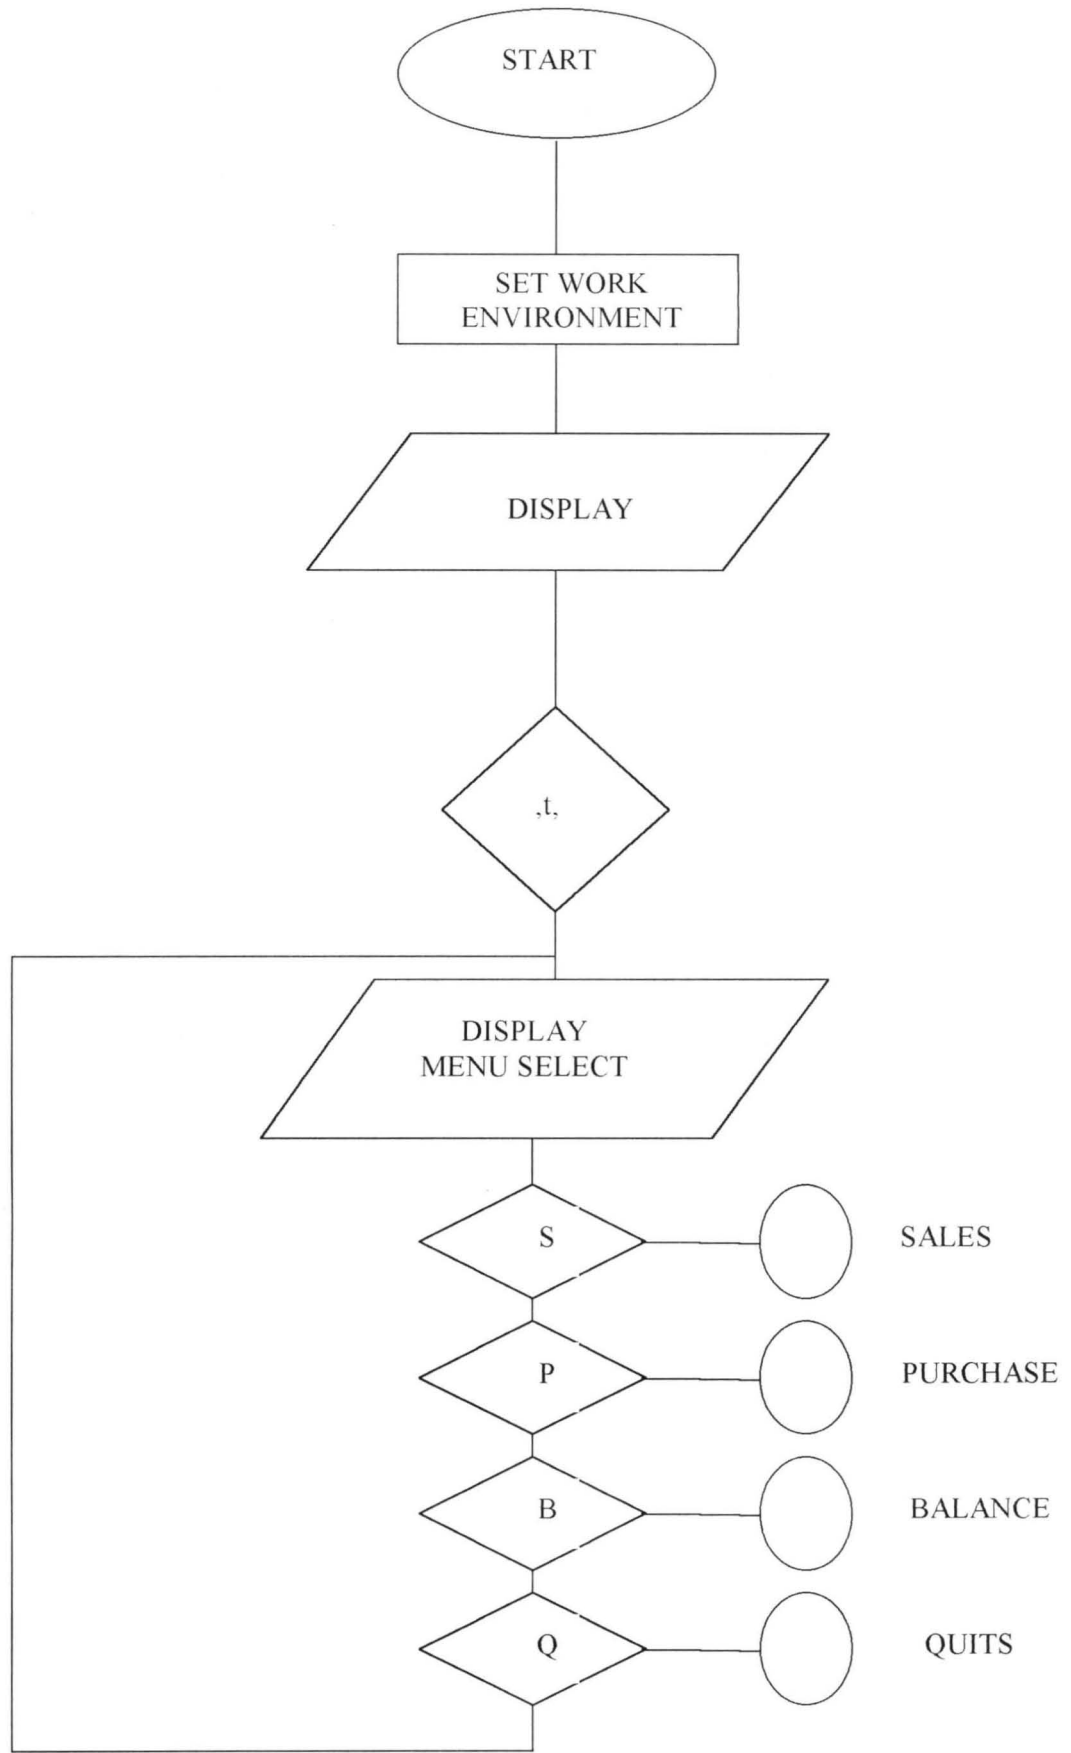 START
SET WORK
ENVIRONMENT
DISPLAY
,t,
DISPLAY
MENU SELECT
S
SALES
P
PURCHASE
B
BALANCE
Q
QUITS